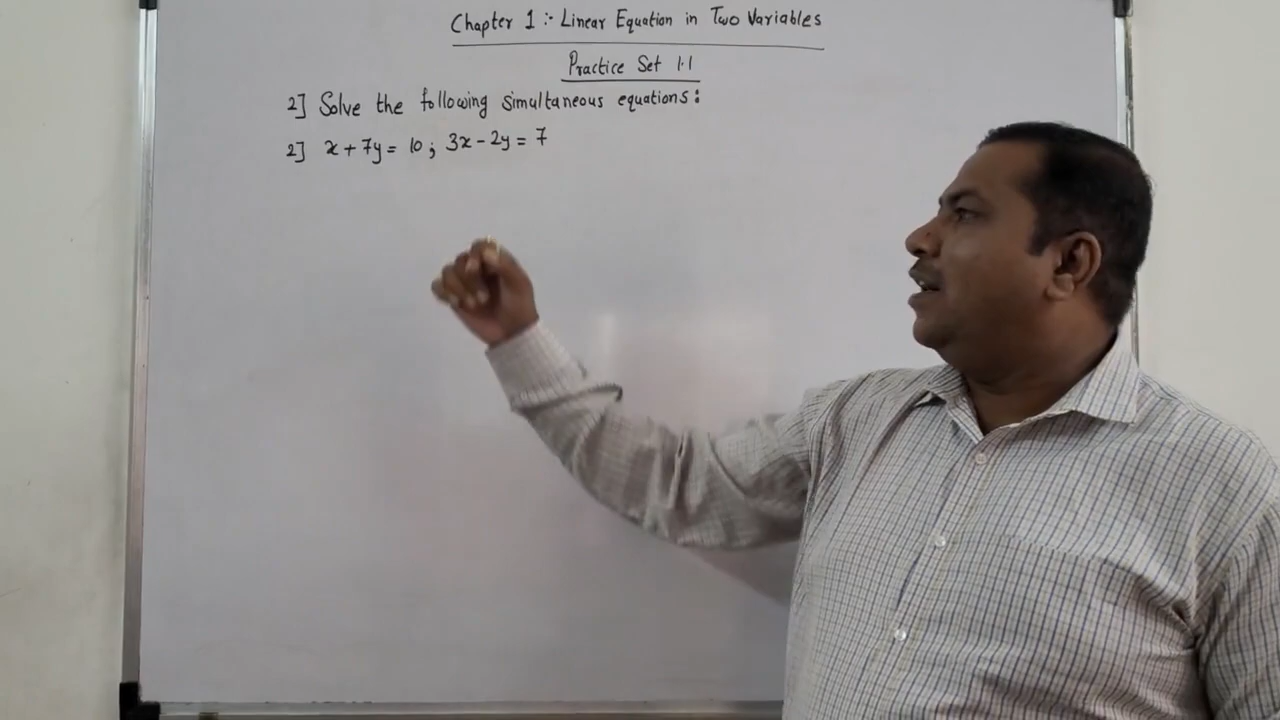 Chapter 1 :- Linear Equation in Two Variables
Practice Set 1.1
2] Solve the following simultaneous equations:
2] x + 7y = 10 ; 3x - 2y = 7